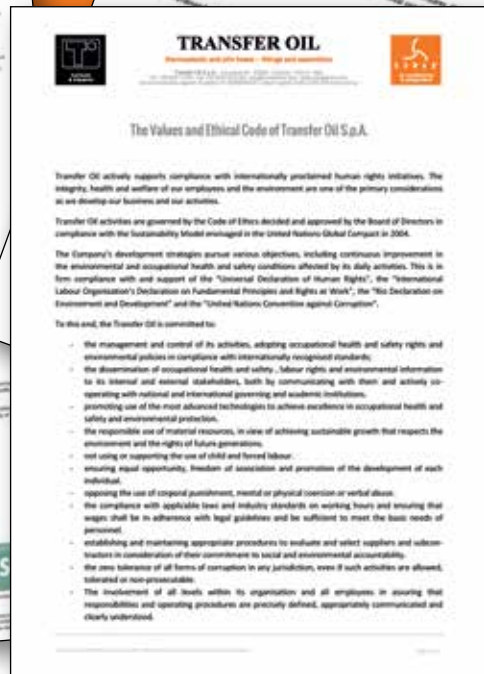 TRANSFER OIL
thermoplastic and ptfe hoses - fittings and assemblies
The Values and Ethical Code of Transfer Oil S.p.A.
Transfer Oil actively supports compliance with internationally proclaimed human rights initiatives. The
integrity, health and welfare of our employees and the environment are one of the primary considerations
as we develop our business and our activities.
Transfer Oil activities are governed by the Code of Ethics decided and approved by the Board of Directors in
compliance with the Sustainability Model envisaged in the United Nations Global Compact in 2004.
The Company's development strategies pursue various objectives, including continuous improvement in
the environmental and occupational health and safety conditions affected by its daily activities. This is in
firm compliance with and support of the "Universal Declaration of Human Rights", the "International
Labour Organisation's Declaration on Fundamental Principles and Rights at Work", the "Rio Declaration on
Environment and Development" and the "United Nations Convention against Corruption".
To this end, the Transfer Oil is committed to:
- the management and control of its activities, adopting occupational health and safety rights and
environmental policies in compliance with internationally recognised standards;
- the dissemination of occupational health and safety , labour rights and environmental information
to its internal and external stakeholders, both by communicating with them and actively co-
operating with national and international governing and academic institutions.
- promoting use of the most advanced technologies to achieve excellence in occupational health and
safety and environmental protection.
- the responsible use of material resources, in view of achieving sustainable growth that respects the
environment and the rights of future generations.
- not using or supporting the use of child and forced labour.
- ensuring equal opportunity, freedom of association and promotion of the development of each
individual.
- opposing the use of corporal punishment, mental or physical coercion or verbal abuse.
- the compliance with applicable laws and industry standards on working hours and ensuring that
wages shall be in adherence with legal guidelines and be sufficient to meet the basic needs of
personnel.
- establishing and maintaining appropriate procedures to evaluate and select suppliers and subcon-
tractors in consideration of their commitment to social and environmental accountability.
- the zero tolerance of all forms of corruption in any jurisdiction, even if such activities are allowed,
tolerated or non-prosecutable.
- The involvement of all levels within its organisation and all employees in assuring that
responsibilities and operating procedures are precisely defined, appropriately communicated and
clearly understood.